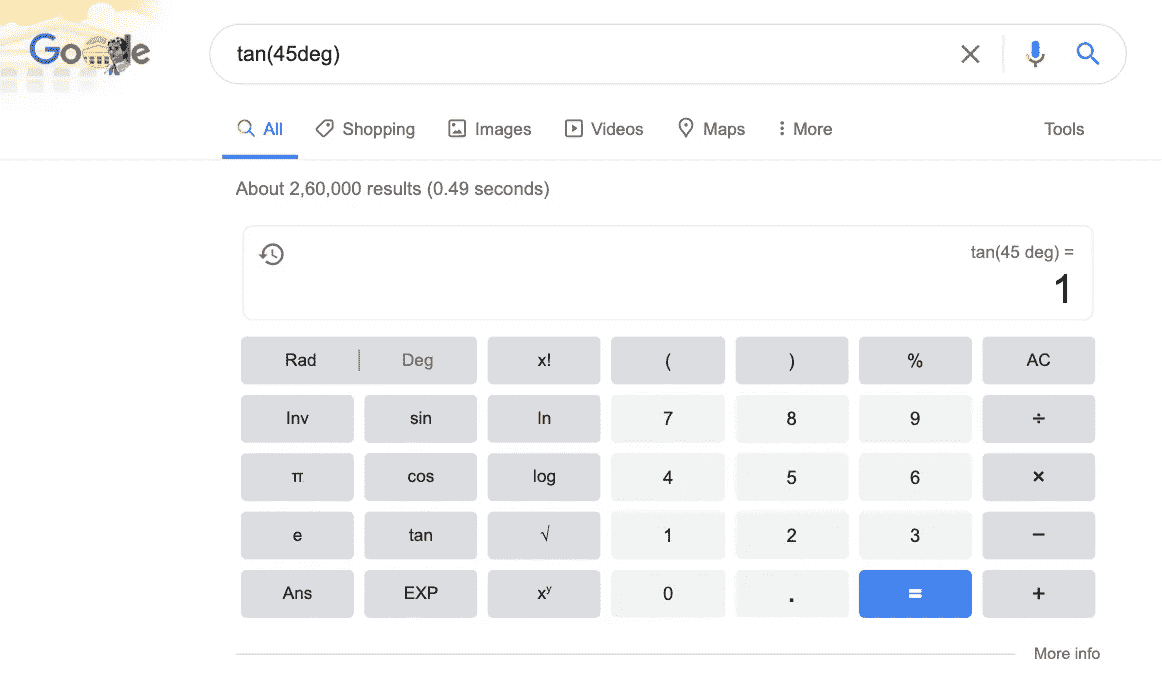 Google
tan(45deg)
All Shopping Images Videos Maps More Tools
About 2,60,000 results (0.49 seconds)
tan(45 deg) =
1
Rad | Deg x! ( ) % AC
Inv sin ln 7 8 9 ÷
π cos log 4 5 6 ×
e tan √ 1 2 3 −
Ans EXP xʸ 0 . = +
More info